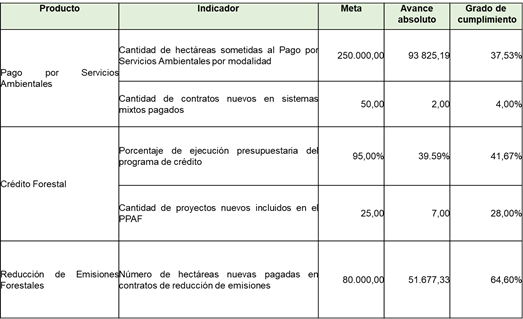 Producto Indicador Meta Avance absoluto Grado de cumplimiento
Pago por Servicios Ambientales
Cantidad de hectáreas sometidas al Pago por
Servicios Ambientales por modalidad
250.000,00 93 825,19 37,53%
Cantidad de contratos nuevos en sistemas
mixtos pagados
50,00 2,00 4,00%
Crédito Forestal
Porcentaje de ejecución presupuestaria del
programa de crédito
95,00% 39.59% 41,67%
Cantidad de proyectos nuevos incluidos en el
PPAF
25,00 7,00 28,00%
Reducción de Emisiones
Forestales
Número de hectáreas nuevas pagadas en
contratos de reducción de emisiones
80.000,00 51.677,33 64,60%